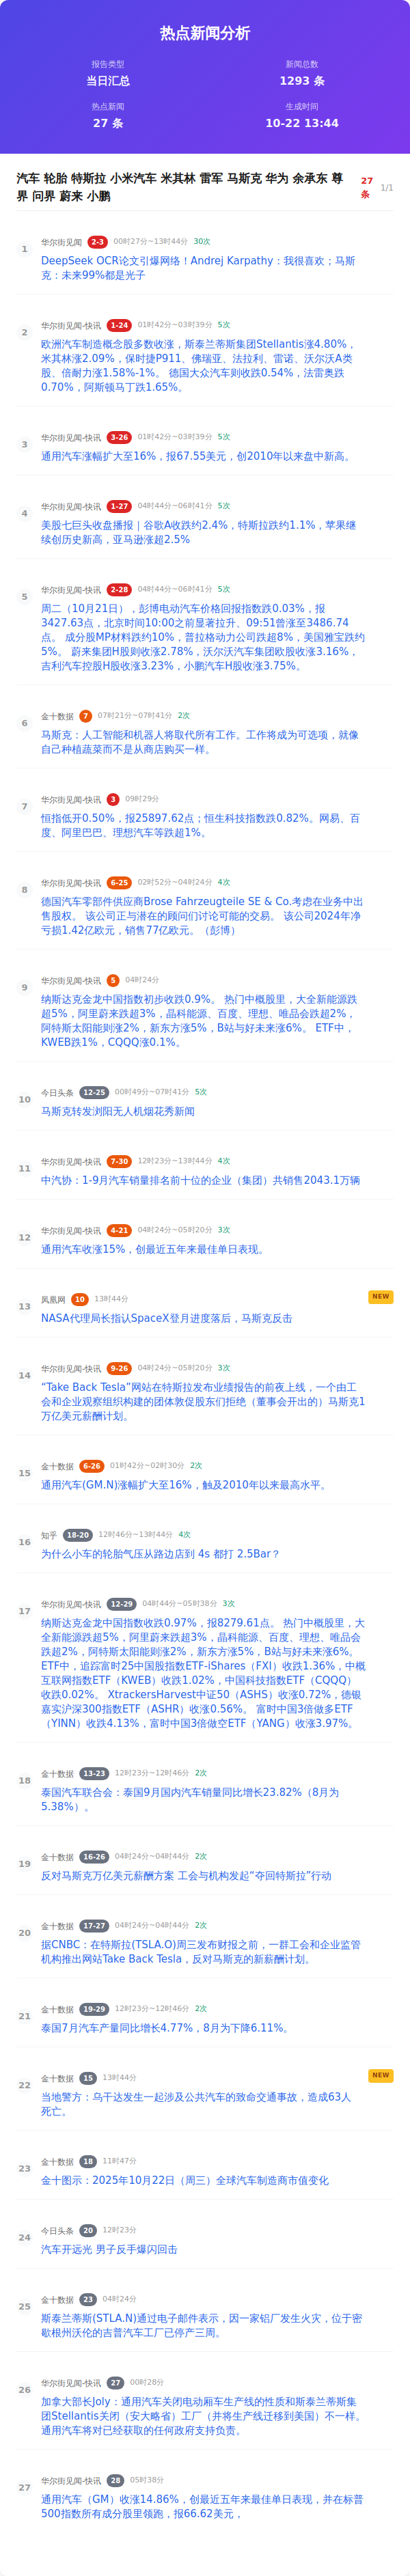 热点新闻分析
报告类型
当日汇总
新闻总数
1293 条
热点新闻
27 条
生成时间
10-22 13:44
汽车 轮胎 特斯拉 小米汽车 米其林 雷军 马斯克 华为 余承东 尊
界 问界 蔚来 小鹏
27
条
1/1
1
华尔街见闻 2-3 00时27分~13时44分 30次
DeepSeek OCR论文引爆网络！Andrej Karpathy：我很喜欢；马斯
克：未来99%都是光子
2
华尔街见闻-快讯 1-24 01时42分~03时39分 5次
欧洲汽车制造概念股多数收涨，斯泰兰蒂斯集团Stellantis涨4.80%，
米其林涨2.09%，保时捷P911、佛瑞亚、法拉利、雷诺、沃尔沃A类
股、倍耐力涨1.58%-1%。 德国大众汽车则收跌0.54%，法雷奥跌
0.70%，阿斯顿马丁跌1.65%。
3
华尔街见闻-快讯 3-26 01时42分~03时39分 5次
通用汽车涨幅扩大至16%，报67.55美元，创2010年以来盘中新高。
4
华尔街见闻-快讯 1-27 04时44分~06时41分 5次
美股七巨头收盘播报｜谷歌A收跌约2.4%，特斯拉跌约1.1%，苹果继
续创历史新高，亚马逊涨超2.5%
5
华尔街见闻-快讯 2-28 04时44分~06时41分 5次
周二（10月21日），彭博电动汽车价格回报指数跌0.03%，报
3427.63点，北京时间10:00之前显著拉升、09:51曾涨至3486.74
点。 成分股MP材料跌约10%，普拉格动力公司跌超8%，美国雅宝跌约
5%。 蔚来集团H股则收涨2.78%，沃尔沃汽车集团欧股收涨3.16%，
吉利汽车控股H股收涨3.23%，小鹏汽车H股收涨3.75%。
6
金十数据 7 07时21分~07时41分 2次
马斯克：人工智能和机器人将取代所有工作。工作将成为可选项，就像
自己种植蔬菜而不是从商店购买一样。
7
华尔街见闻-快讯 3 09时29分
恒指低开0.50%，报25897.62点；恒生科技指数跌0.82%。网易、百
度、阿里巴巴、理想汽车等跌超1%。
8
华尔街见闻-快讯 6-25 02时52分~04时24分 4次
德国汽车零部件供应商Brose Fahrzeugteile SE & Co.考虑在业务中出
售股权。 该公司正与潜在的顾问们讨论可能的交易。 该公司2024年净
亏损1.42亿欧元，销售77亿欧元。（彭博）
9
华尔街见闻-快讯 5 04时24分
纳斯达克金龙中国指数初步收跌0.9%。 热门中概股里，大全新能源跌
超5%，阿里蔚来跌超3%，晶科能源、百度、理想、唯品会跌超2%，
阿特斯太阳能则涨2%，新东方涨5%，B站与好未来涨6%。 ETF中，
KWEB跌1%，CQQQ涨0.1%。
10
今日头条 12-25 00时49分~07时41分 5次
马斯克转发浏阳无人机烟花秀新闻
11
华尔街见闻-快讯 7-30 12时23分~13时44分 4次
中汽协：1-9月汽车销量排名前十位的企业（集团）共销售2043.1万辆
12
华尔街见闻-快讯 4-21 04时24分~05时20分 3次
通用汽车收涨15%，创最近五年来最佳单日表现。
13
凤凰网 10 13时44分
NEW
NASA代理局长指认SpaceX登月进度落后，马斯克反击
14
华尔街见闻-快讯 9-26 04时24分~05时20分 3次
“Take Back Tesla”网站在特斯拉发布业绩报告的前夜上线，一个由工
会和企业观察组织构建的团体敦促股东们拒绝（董事会开出的）马斯克1
万亿美元薪酬计划。
15
金十数据 6-26 01时42分~02时30分 2次
通用汽车(GM.N)涨幅扩大至16%，触及2010年以来最高水平。
16
知乎 18-20 12时46分~13时44分 4次
为什么小车的轮胎气压从路边店到 4s 都打 2.5Bar？
17
华尔街见闻-快讯 12-29 04时44分~05时38分 3次
纳斯达克金龙中国指数收跌0.97%，报8279.61点。 热门中概股里，大
全新能源跌超5%，阿里蔚来跌超3%，晶科能源、百度、理想、唯品会
跌超2%，阿特斯太阳能则涨2%，新东方涨5%，B站与好未来涨6%。
ETF中，追踪富时25中国股指数ETF-iShares（FXI）收跌1.36%，中概
互联网指数ETF（KWEB）收跌1.02%，中国科技指数ETF（CQQQ）
收跌0.02%。 XtrackersHarvest中证50（ASHS）收涨0.72%，德银
嘉实沪深300指数ETF（ASHR）收涨0.56%。 富时中国3倍做多ETF
（YINN）收跌4.13%，富时中国3倍做空ETF（YANG）收涨3.97%。
18
金十数据 13-23 12时23分~12时46分 2次
泰国汽车联合会：泰国9月国内汽车销量同比增长23.82%（8月为
5.38%）。
19
金十数据 16-26 04时24分~04时44分 2次
反对马斯克万亿美元薪酬方案 工会与机构发起“夺回特斯拉”行动
20
金十数据 17-27 04时24分~04时44分 2次
据CNBC：在特斯拉(TSLA.O)周三发布财报之前，一群工会和企业监管
机构推出网站Take Back Tesla，反对马斯克的新薪酬计划。
21
金十数据 19-29 12时23分~12时46分 2次
泰国7月汽车产量同比增长4.77%，8月为下降6.11%。
22
金十数据 15 13时44分
NEW
当地警方：乌干达发生一起涉及公共汽车的致命交通事故，造成63人
死亡。
23
金十数据 18 11时47分
金十图示：2025年10月22日（周三）全球汽车制造商市值变化
24
今日头条 20 12时23分
汽车开远光 男子反手爆闪回击
25
金十数据 23 04时24分
斯泰兰蒂斯(STLA.N)通过电子邮件表示，因一家铝厂发生火灾，位于密
歇根州沃伦的吉普汽车工厂已停产三周。
26
华尔街见闻-快讯 27 00时28分
加拿大部长Joly：通用汽车关闭电动厢车生产线的性质和斯泰兰蒂斯集
团Stellantis关闭（安大略省）工厂（并将生产线迁移到美国）不一样。
通用汽车将对已经获取的任何政府支持负责。
27
华尔街见闻-快讯 28 05时38分
通用汽车（GM）收涨14.86%，创最近五年来最佳单日表现，并在标普
500指数所有成分股里领跑，报66.62美元，